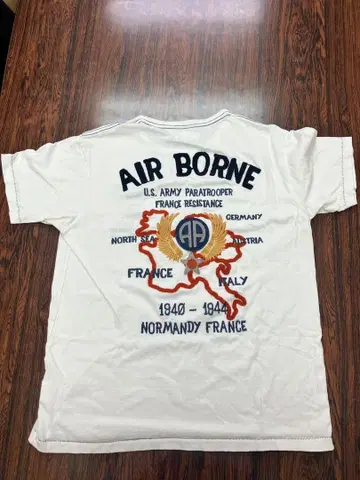 AIR BORNE
U.S. ARMY PARATROOPER
FRANCE RESISTANCE
GERMANY
NORTH SEA
AA
AUSTRIA
FRANCE
ITALY
1940 - 1944
NORMANDY FRANCE